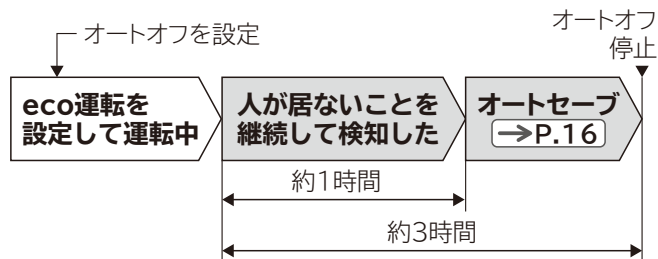 オートオフを設定
オートオフ
停止
eco運転を
設定して運転中
人が居ないことを
継続して検知した
オートセーブ
→P.16
約1時間
約3時間